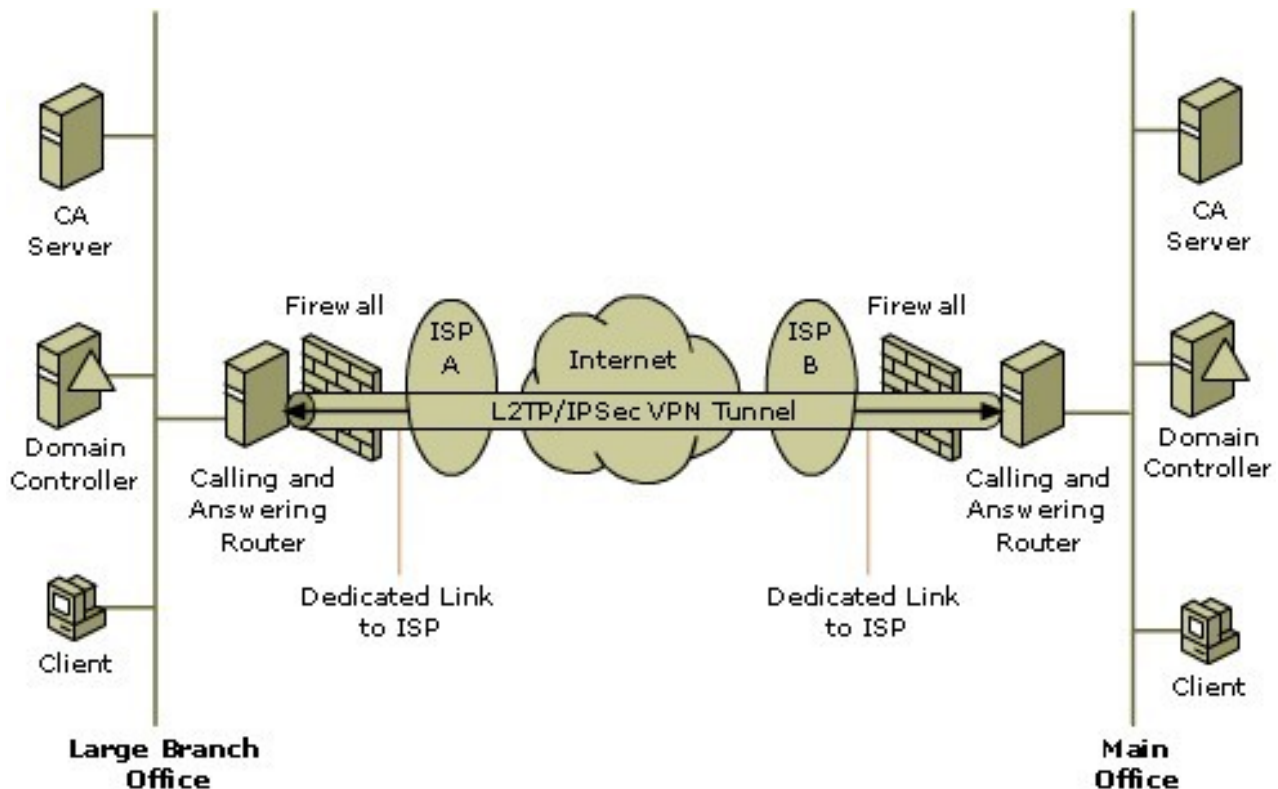 CA
Server
Domain
Controller
Client
Large Branch
Office
Calling and
Answering
Router
Firewall
ISP
A
Dedicated Link
to ISP
Internet
L2TP/IPSec VPN Tunnel
ISP
B
Dedicated Link
to ISP
Firewall
Calling and
Answering
Router
CA
Server
Domain
Controller
Client
Main
Office